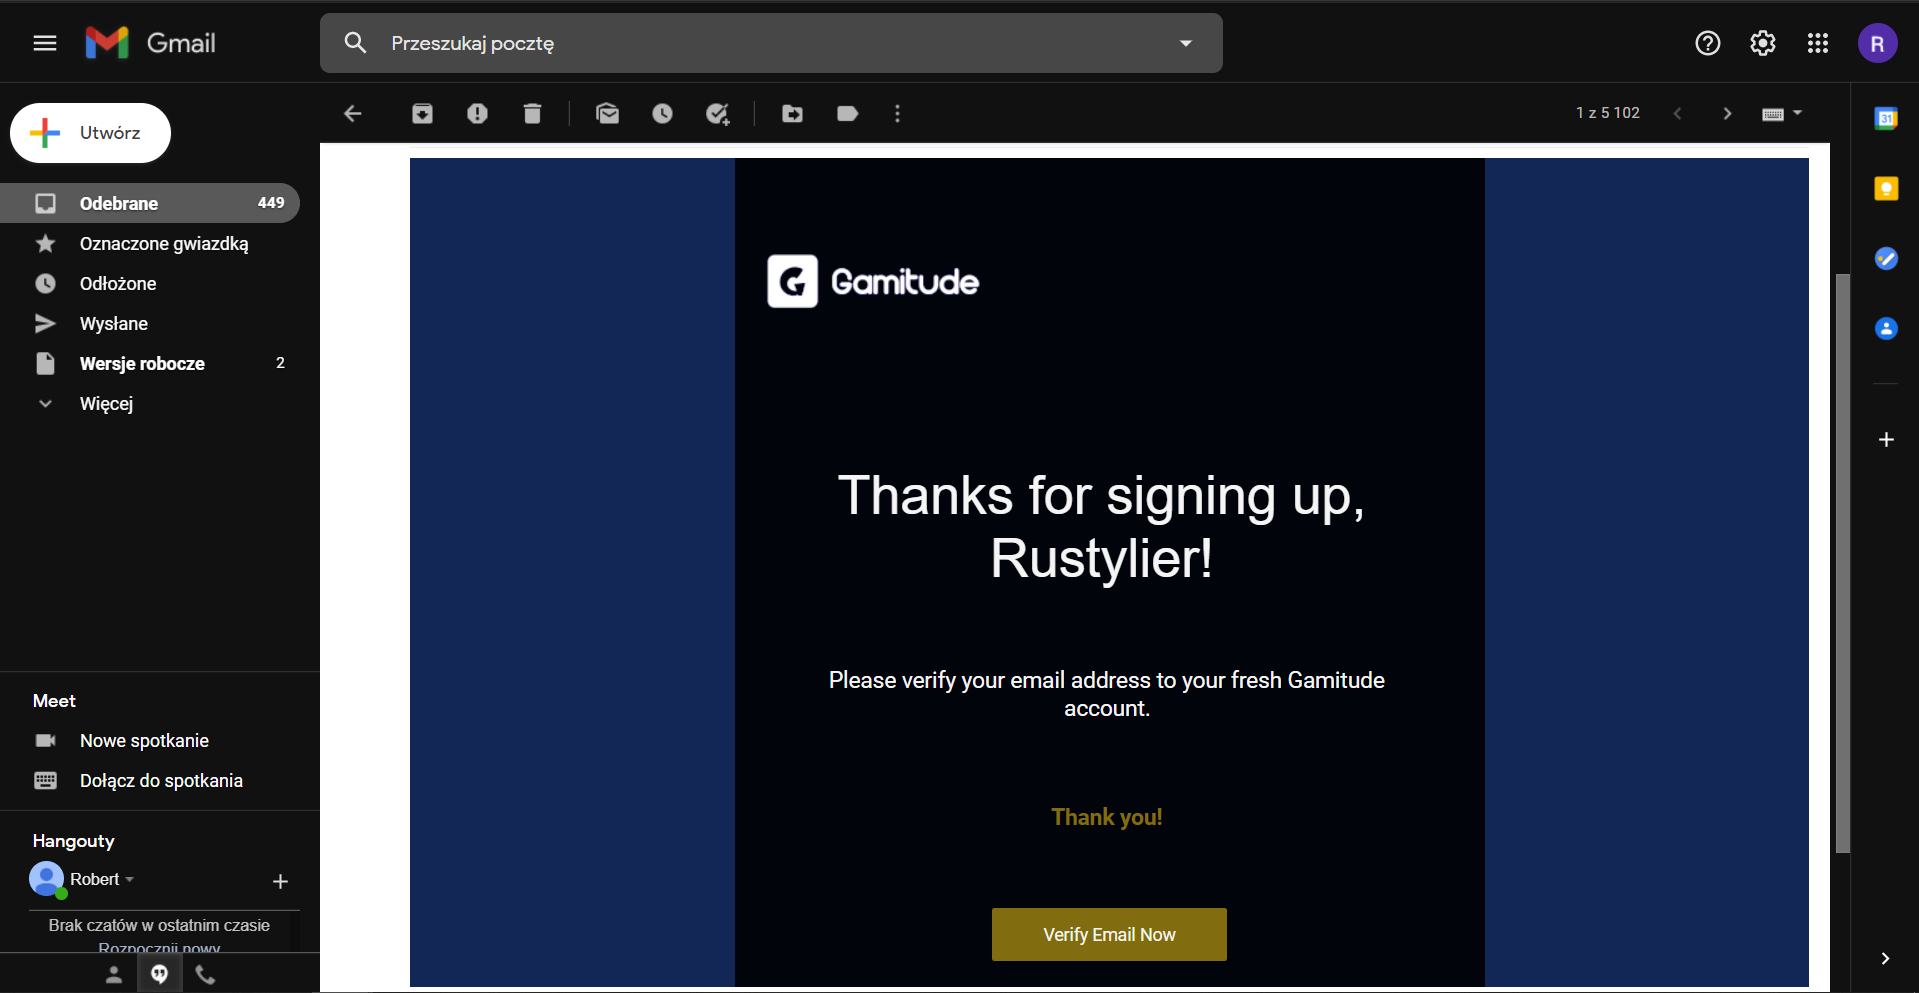 Gmail
Przeszukaj pocztę
R
Utwórz
1 z 5 102
31
Odebrane 449
Oznaczone gwiazdką
Odłożone
Wysłane
Wersje robocze 2
Więcej
G Gamitude
Thanks for signing up,
Rustylier!
Please verify your email address to your fresh Gamitude
account.
Thank you!
Verify Email Now
Meet
Nowe spotkanie
Dołącz do spotkania
Hangouty
Robert
Brak czatów w ostatnim czasie
Rozpocznij nowy